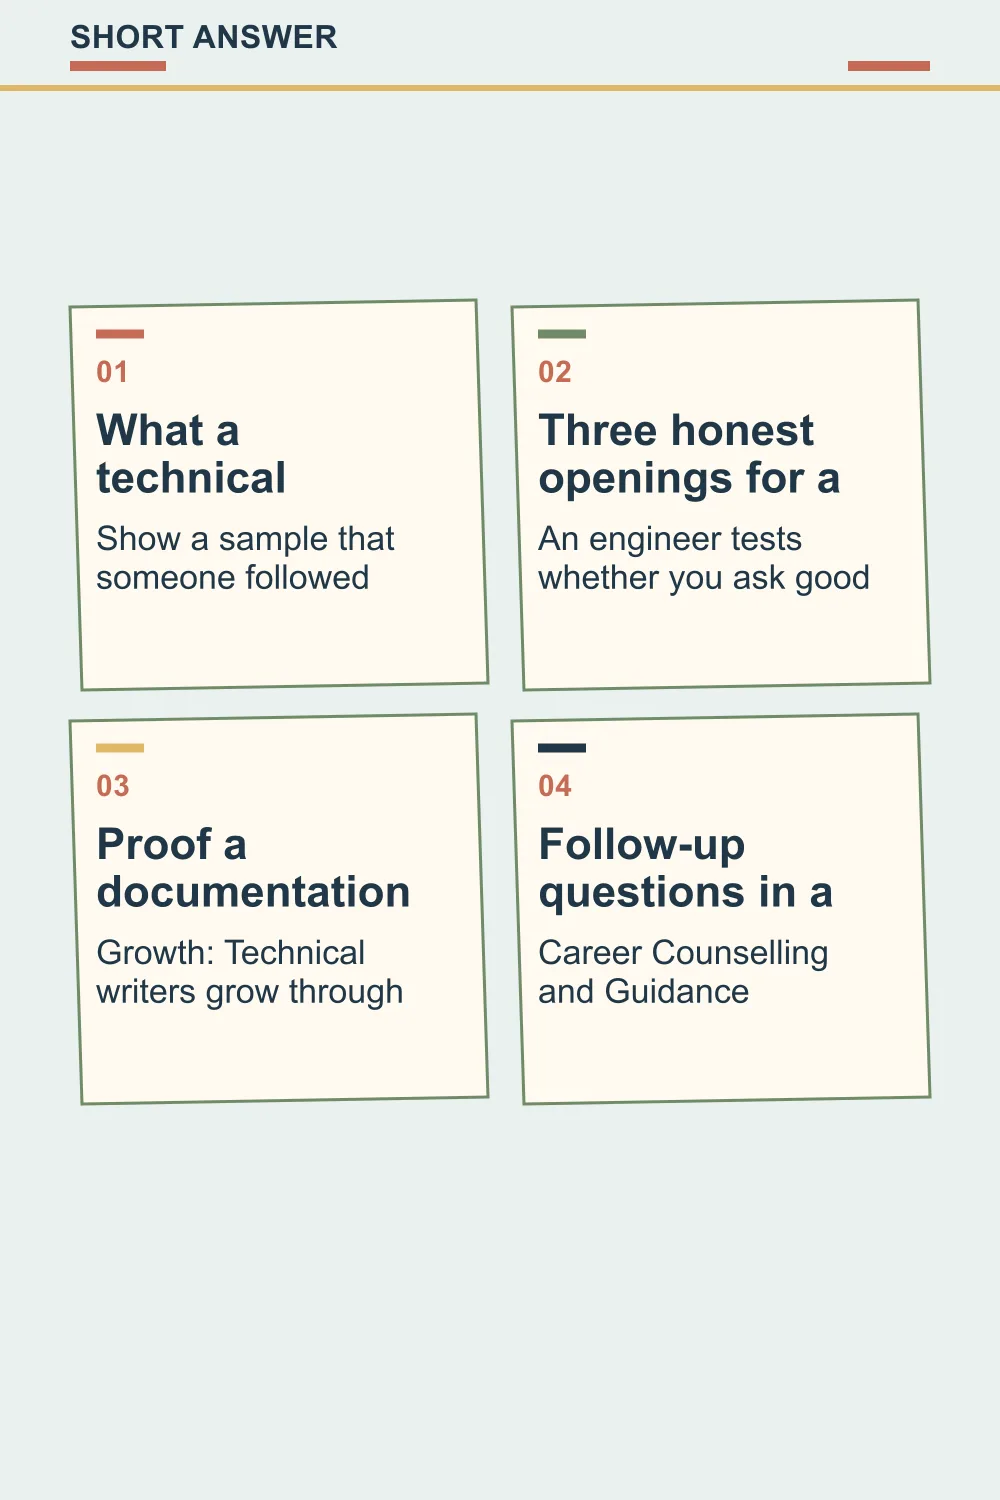 SHORT ANSWER
01
What a
technical
Show a sample that
someone followed
02
Three honest
openings for a
An engineer tests
whether you ask good
03
Proof a
documentation
Growth: Technical
writers grow through
04
Follow-up
questions in a
Career Counselling
and Guidance